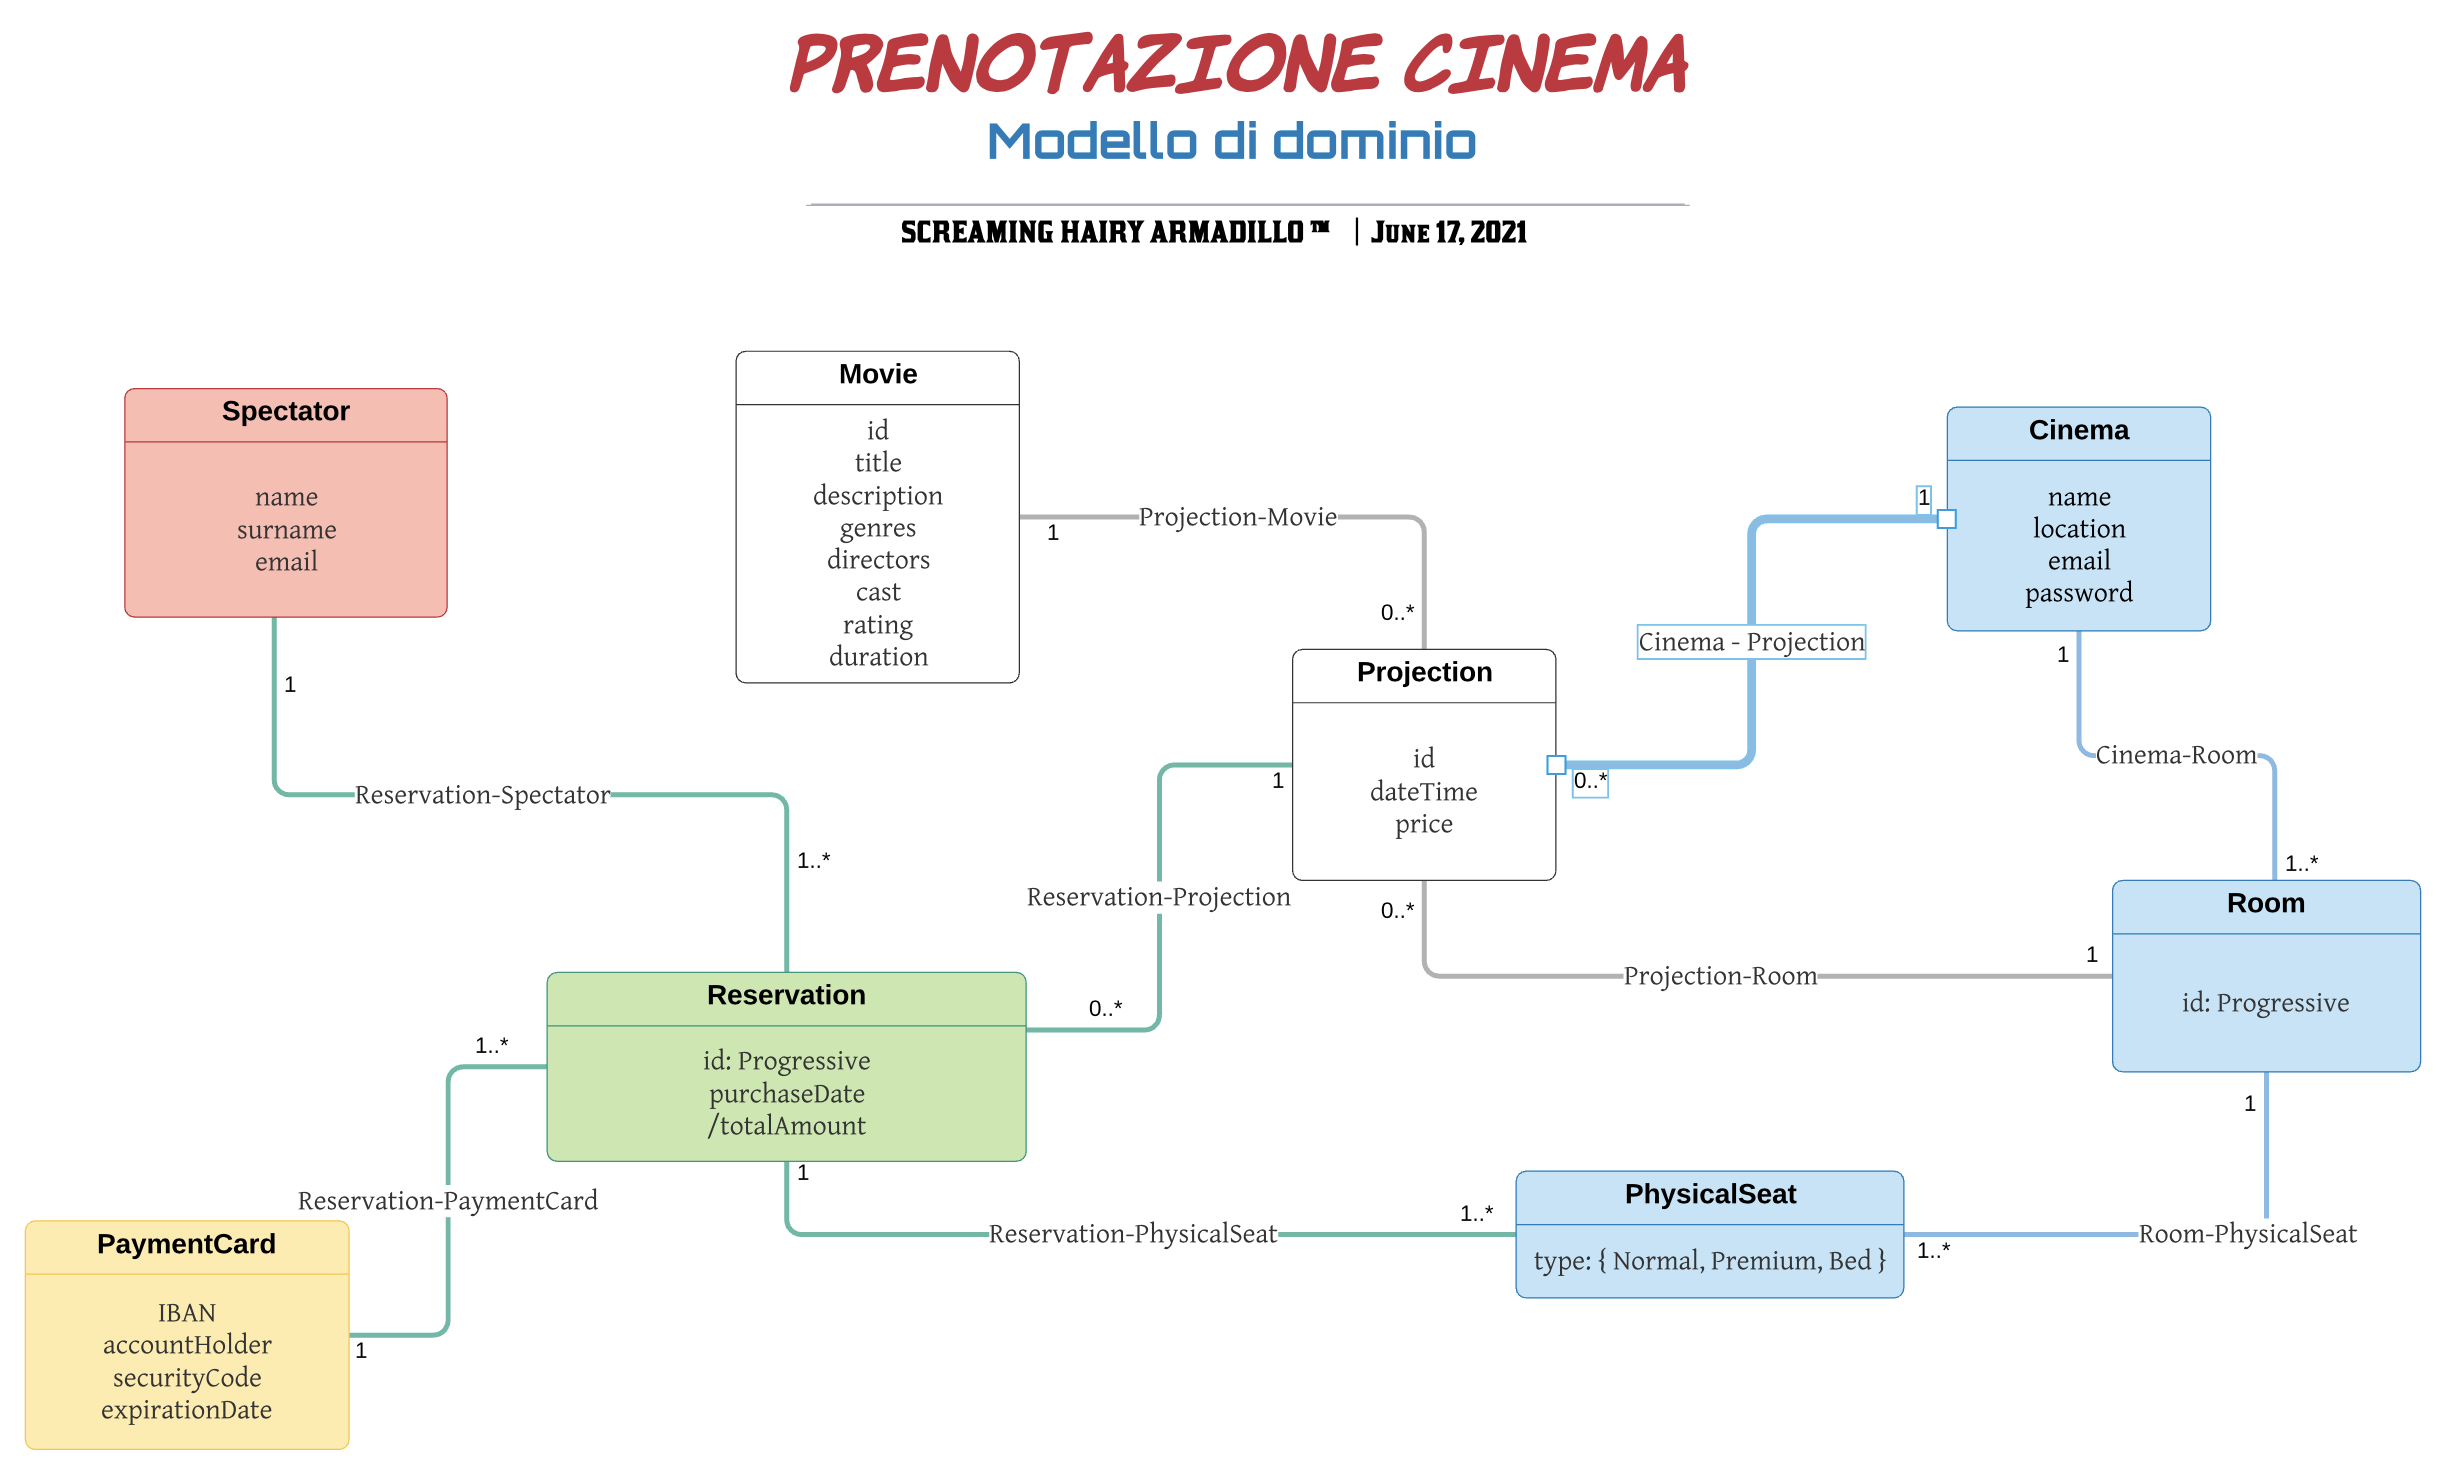 PRENOTAZIONE CINEMA
Modello di dominio
SCREAMING HAIRY ARMADILLO ™ | JUNE 17, 2021
Spectator
name
surname
email
Movie
id
title
description
genres
directors
cast
rating
duration
Cinema
name
location
email
password
1
Projection-Movie
0..*
1
Cinema - Projection
0..*
1
Cinema-Room
1..*
Projection
id
dateTime
price
1
Reservation-Spectator
1..*
1
Reservation-Projection
0..*
0..*
Projection-Room
1
Room
id: Progressive
Reservation
id: Progressive
purchaseDate
/totalAmount
1..*
Reservation-PaymentCard
1
1
Reservation-PhysicalSeat
1..*
1
Room-PhysicalSeat
1..*
PhysicalSeat
type: { Normal, Premium, Bed }
PaymentCard
IBAN
accountHolder
securityCode
expirationDate